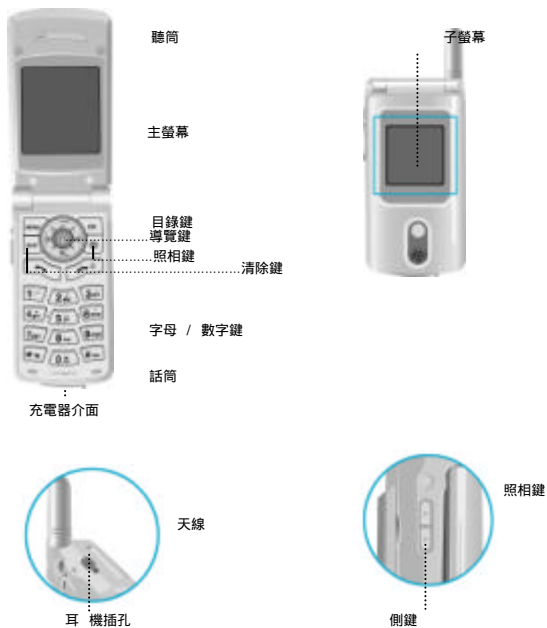 聽筒
子螢幕
主螢幕
目錄鍵
導覽鍵
照相鍵
清除鍵
字母 / 數字鍵
話筒
充電器介面
照相鍵
天線
耳 機插孔
側鍵